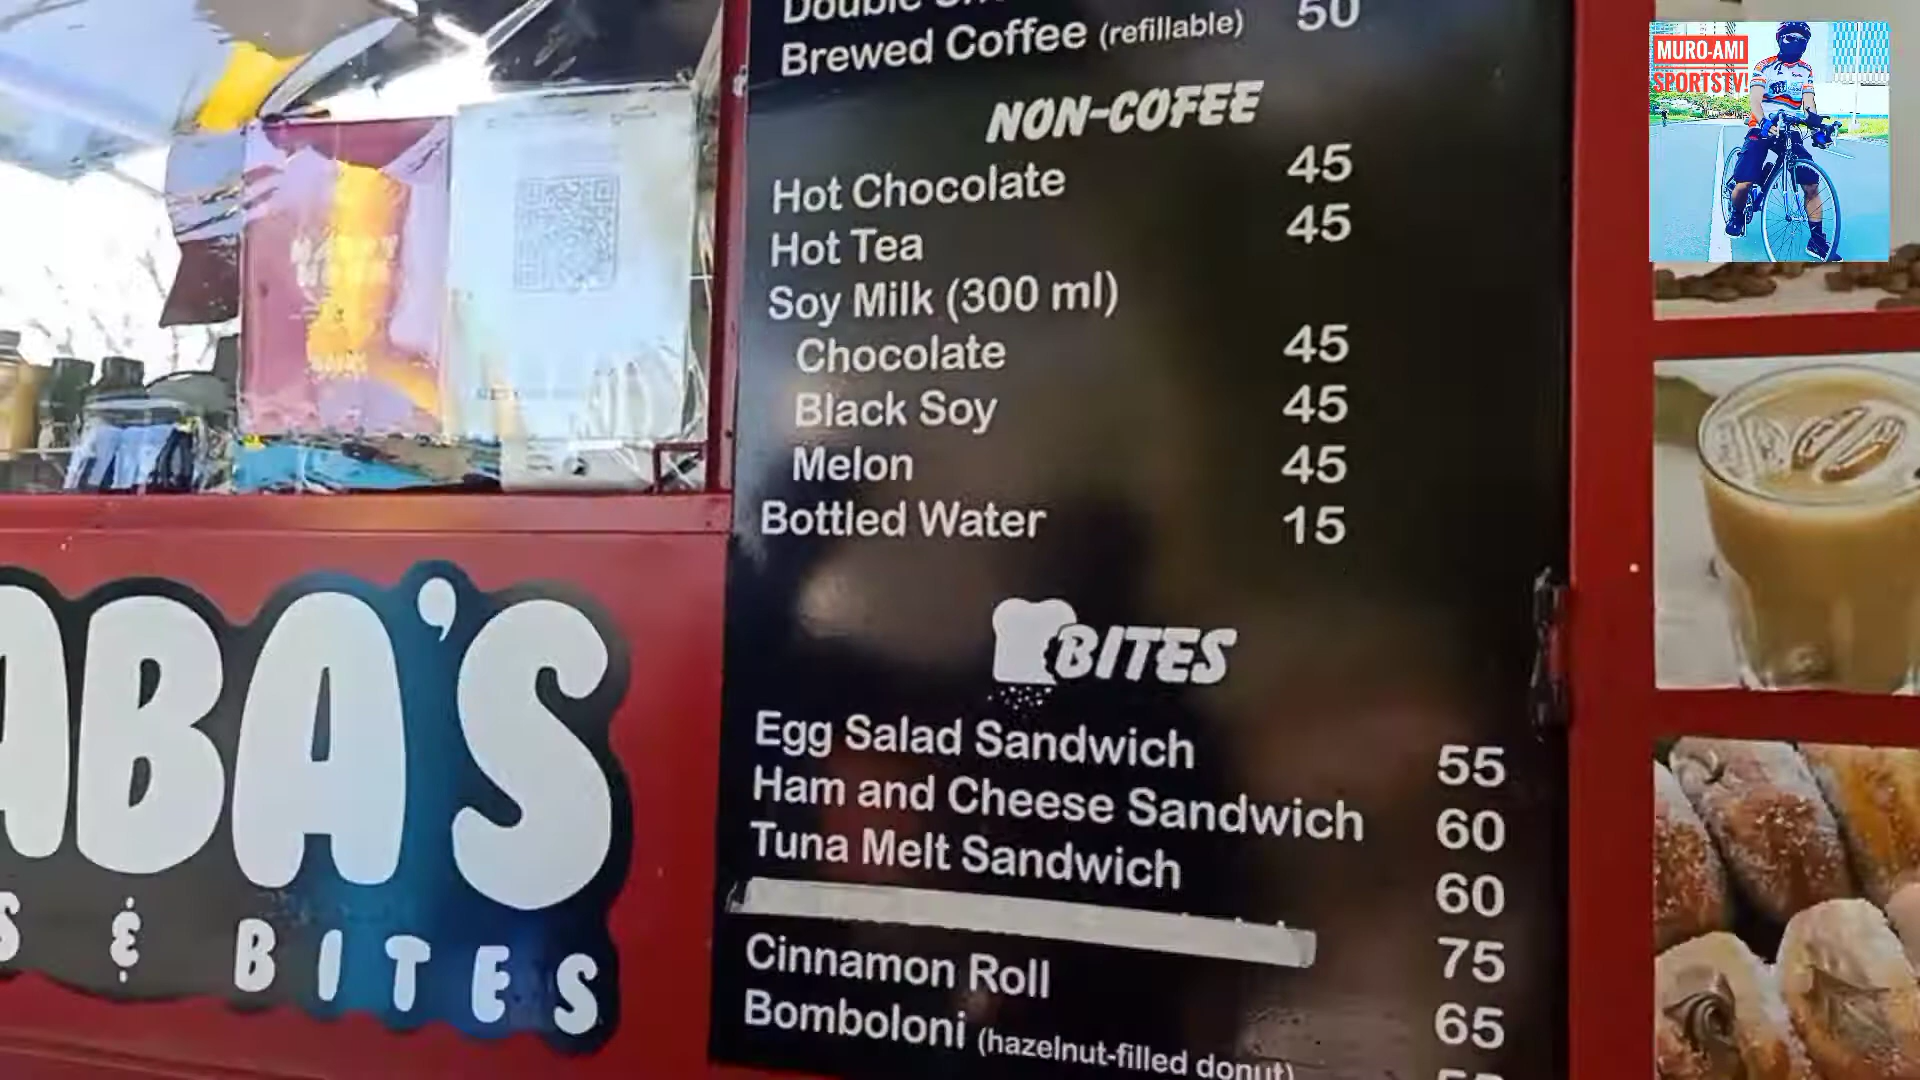 Double
Brewed Coffee (refillable) 50
NON-COFEE
Hot Chocolate 45
Hot Tea 45
Soy Milk (300 ml)
Chocolate 45
Black Soy 45
Melon 45
Bottled Water 15
BITES
Egg Salad Sandwich 55
Ham and Cheese Sandwich 60
Tuna Melt Sandwich 60
75
Cinnamon Roll 65
Bomboloni (hazelnut-filled donut)
ABA'S
S & BITES
MURO-AMI
SPORTSTV!